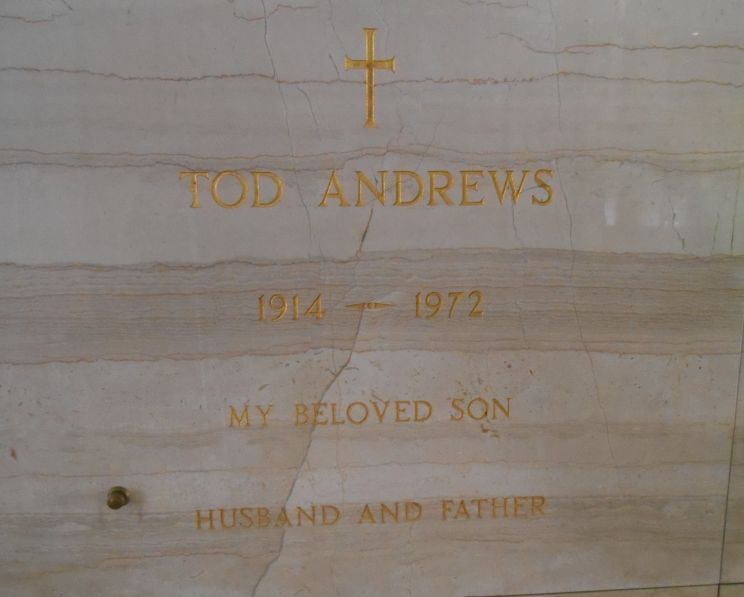 TOD ANDREWS
1914 — 1972
MY BELOVED SON
HUSBAND AND FATHER